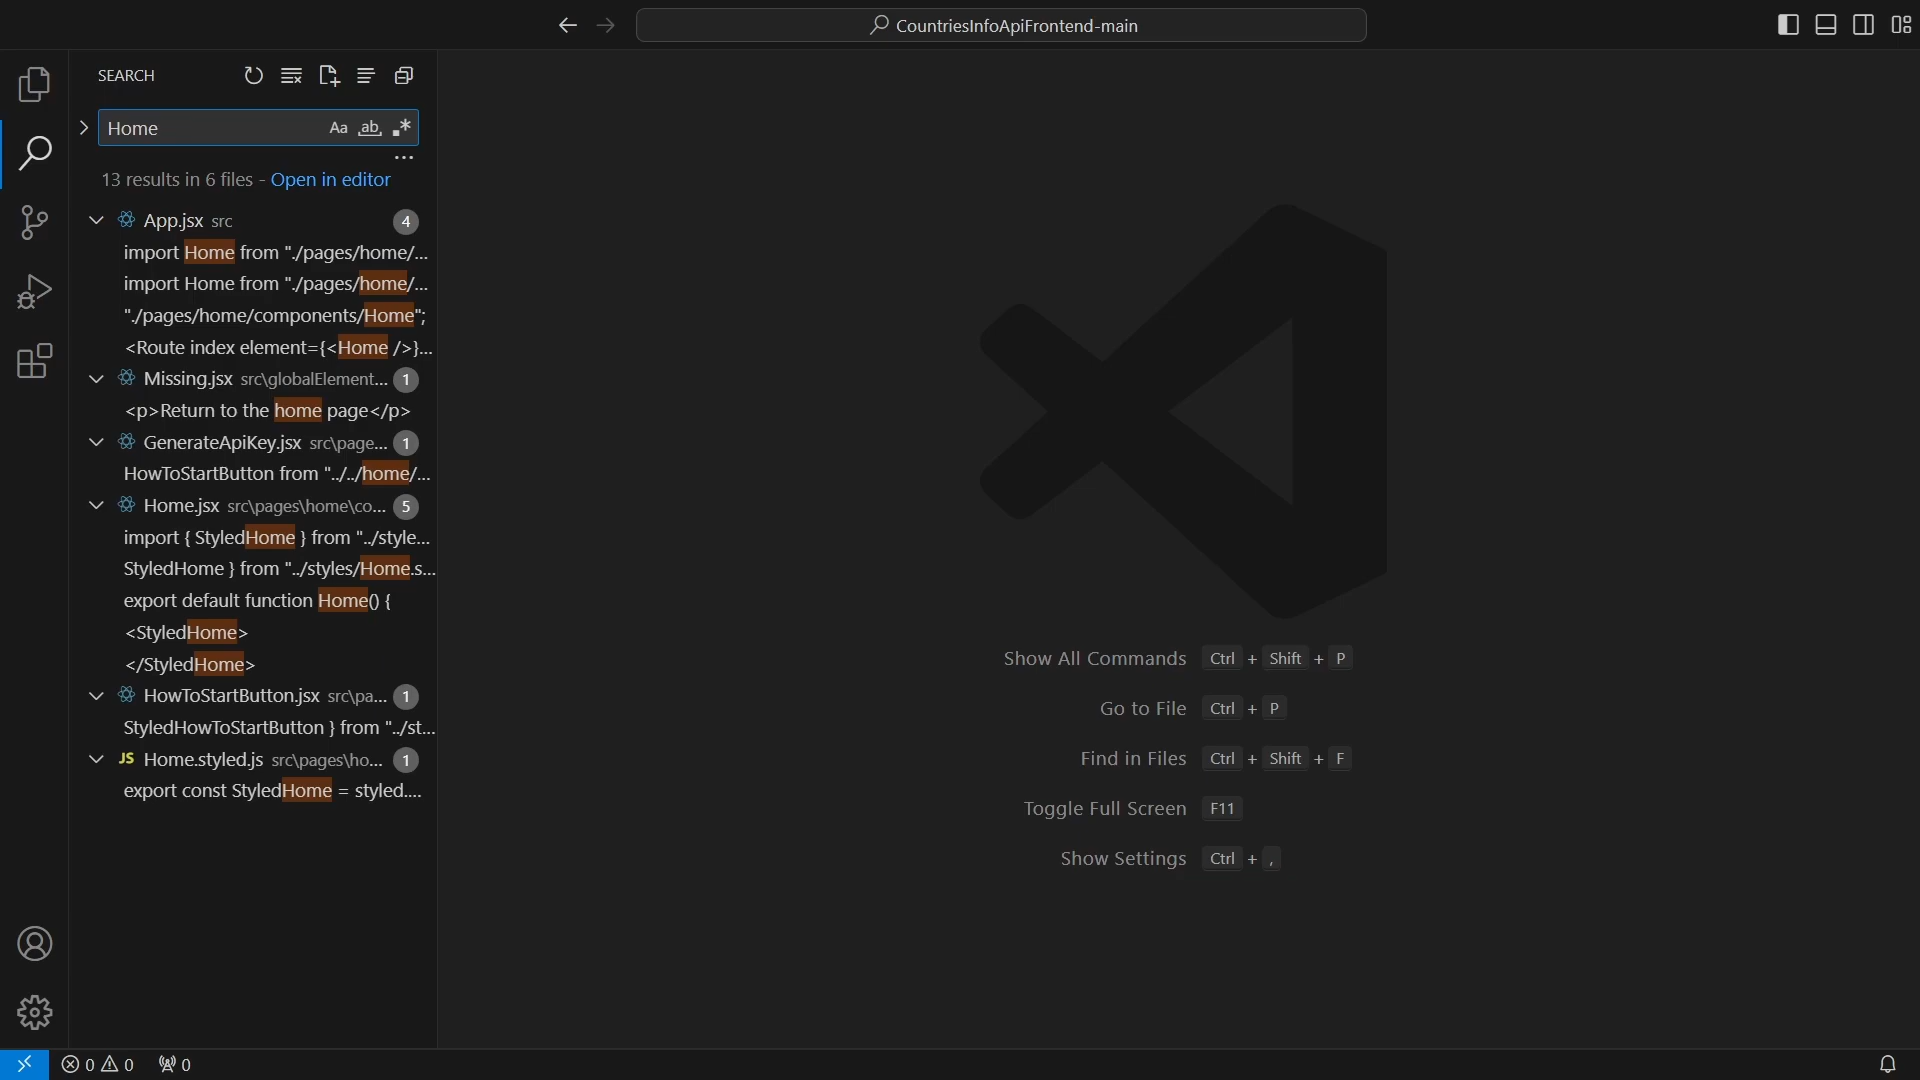 CountriesInfoApiFrontend-main
SEARCH
Home
Aa ab .*
...
13 results in 6 files - Open in editor
App.jsx src 4
import Home from "./pages/home/...
import Home from "./pages/home/...
"./pages/home/components/Home";
<Route index element={<Home />}...
Missing.jsx src\globalElement... 1
<p>Return to the home page</p>
GenerateApiKey.jsx src\page... 1
HowToStartButton from "../../home/...
Home.jsx src\pages\home\co... 5
import { StyledHome } from "../style...
StyledHome } from "../styles/Home.s...
export default function Home() {
<StyledHome>
</StyledHome>
HowToStartButton.jsx src\pa... 1
StyledHowToStartButton } from "../st...
JS Home.styled.js src\pages\ho... 1
export const StyledHome = styled....
Show All Commands Ctrl + Shift + P
Go to File Ctrl + P
Find in Files Ctrl + Shift + F
Toggle Full Screen F11
Show Settings Ctrl + ,
0 0 0